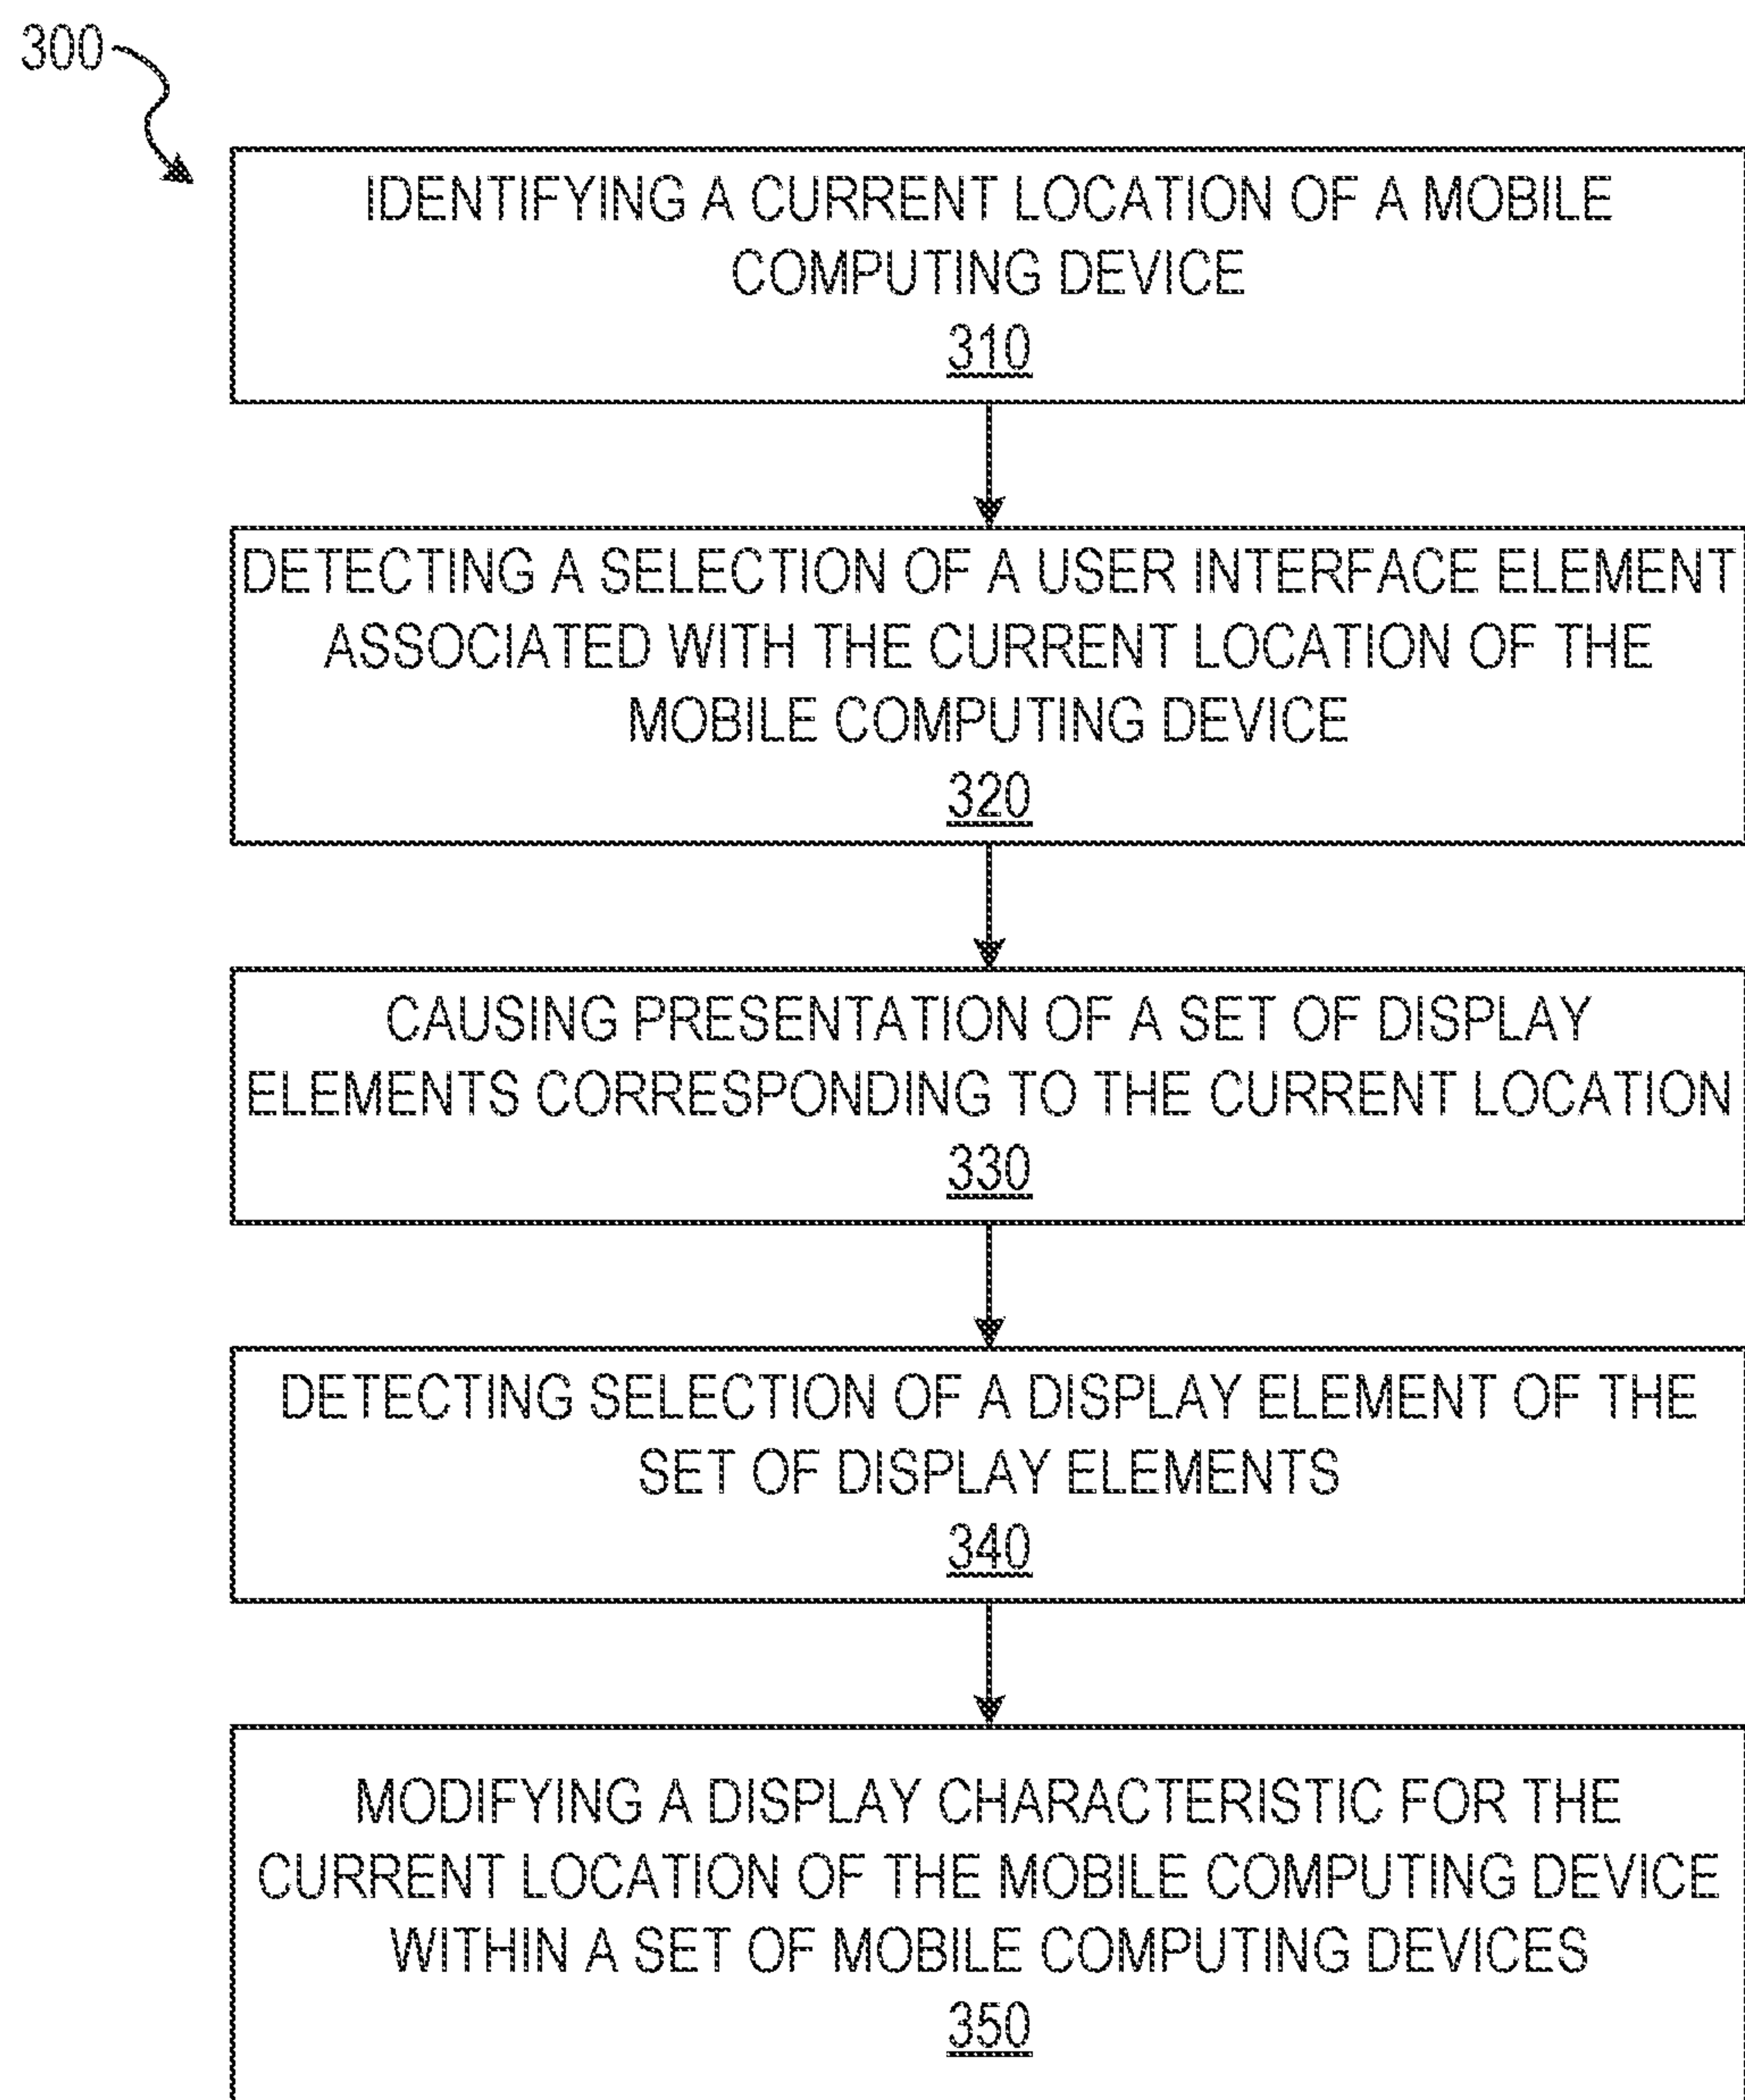 300
IDENTIFYING A CURRENT LOCATION OF A MOBILE
COMPUTING DEVICE
310
DETECTING A SELECTION OF A USER INTERFACE ELEMENT
ASSOCIATED WITH THE CURRENT LOCATION OF THE
MOBILE COMPUTING DEVICE
320
CAUSING PRESENTATION OF A SET OF DISPLAY
ELEMENTS CORRESPONDING TO THE CURRENT LOCATION
330
DETECTING SELECTION OF A DISPLAY ELEMENT OF THE
SET OF DISPLAY ELEMENTS
340
MODIFYING A DISPLAY CHARACTERISTIC FOR THE
CURRENT LOCATION OF THE MOBILE COMPUTING DEVICE
WITHIN A SET OF MOBILE COMPUTING DEVICES
350